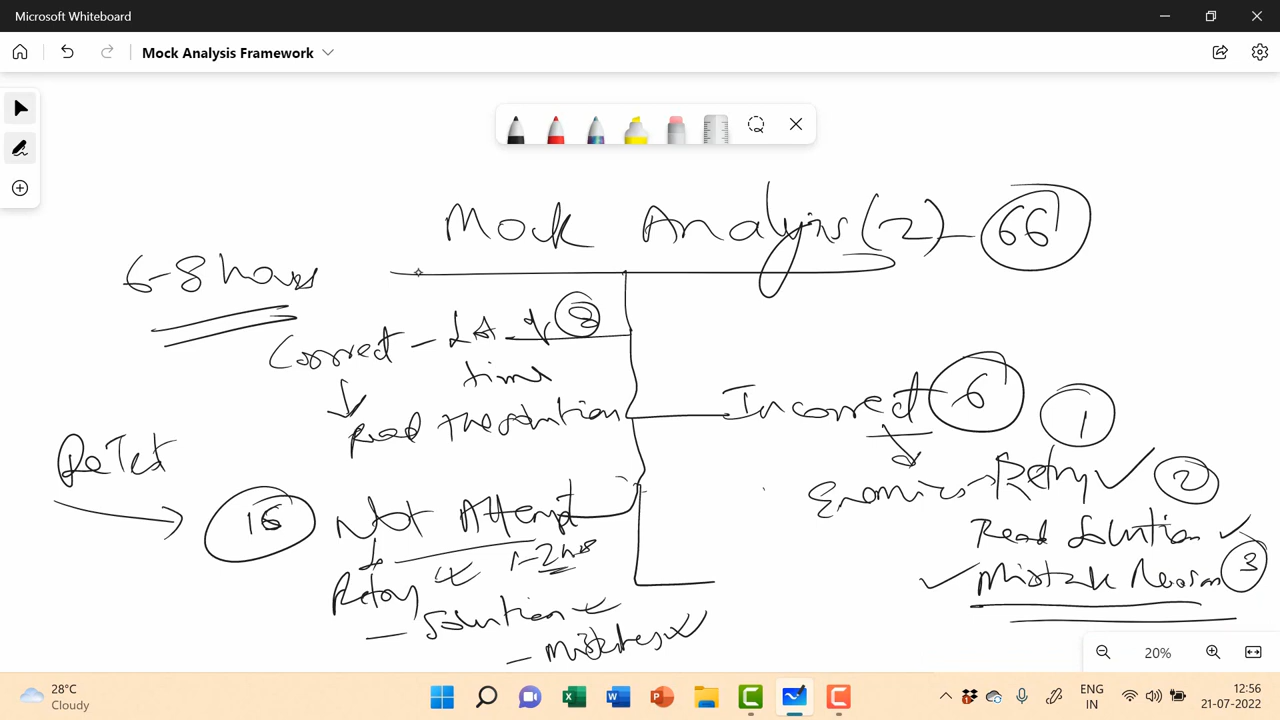 Microsoft Whiteboard
Mock Analysis Framework
Mock Analysis (2) - 66
6-8 hours
Correct - LA 8
time
Read the solution
Incorrect 6
1
Retry
2
Read Solution
Mistake Reason 3
ReTest
16 Not Attempt
1-2 hrs
Retry
- Solution
- Mistakes
20%
28°C
Cloudy
ENG
IN
12:56
21-07-2022